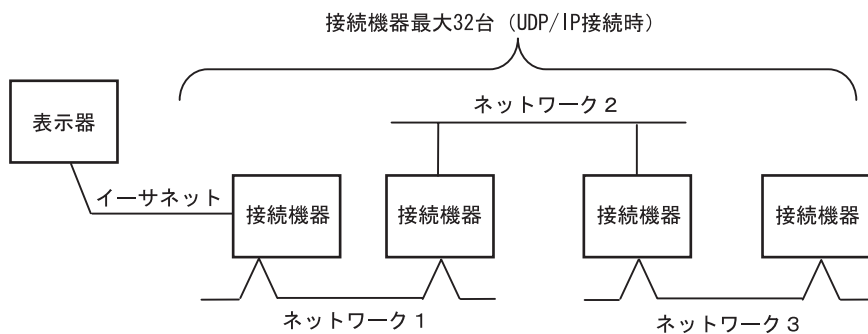 接続機器最大32台（UDP/IP接続時）
ネットワーク２
表示器
イーサネット
接続機器
接続機器
接続機器
接続機器
ネットワーク１
ネットワーク３